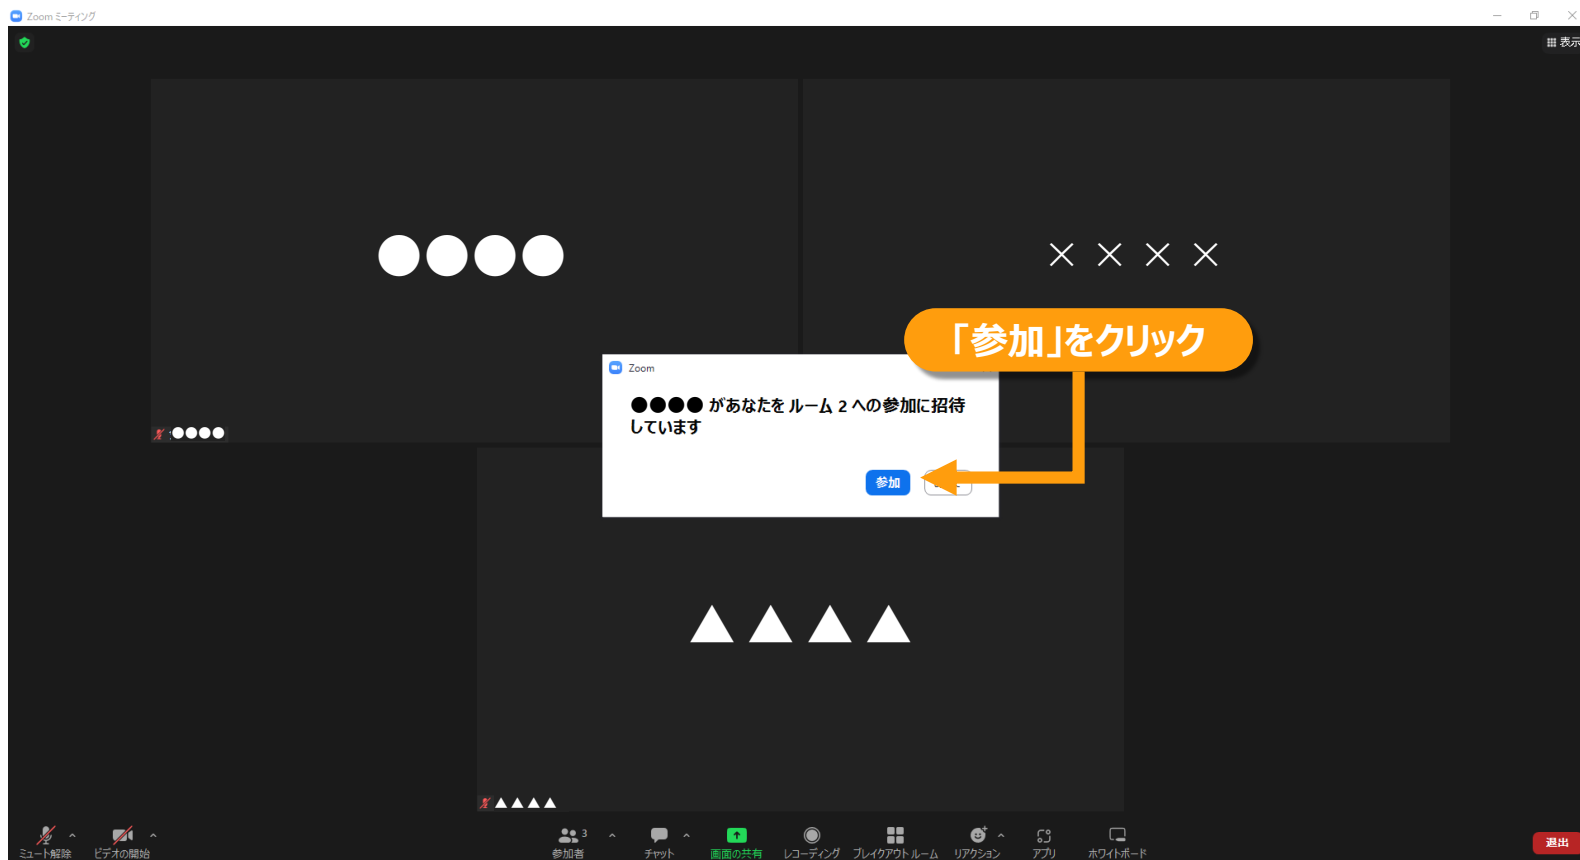 Zoom ミーティング
表示
●●●●
××××
「参加」をクリック
Zoom
●●●● があなたを ルーム 2 への参加に招待
しています
参加
●●●●
▲▲▲▲
▲▲▲▲
3
ミュート解除 ビデオの開始 参加者 チャット 画面の共有 レコーディング ブレイクアウト ルーム リアクション アプリ ホワイトボード 退出